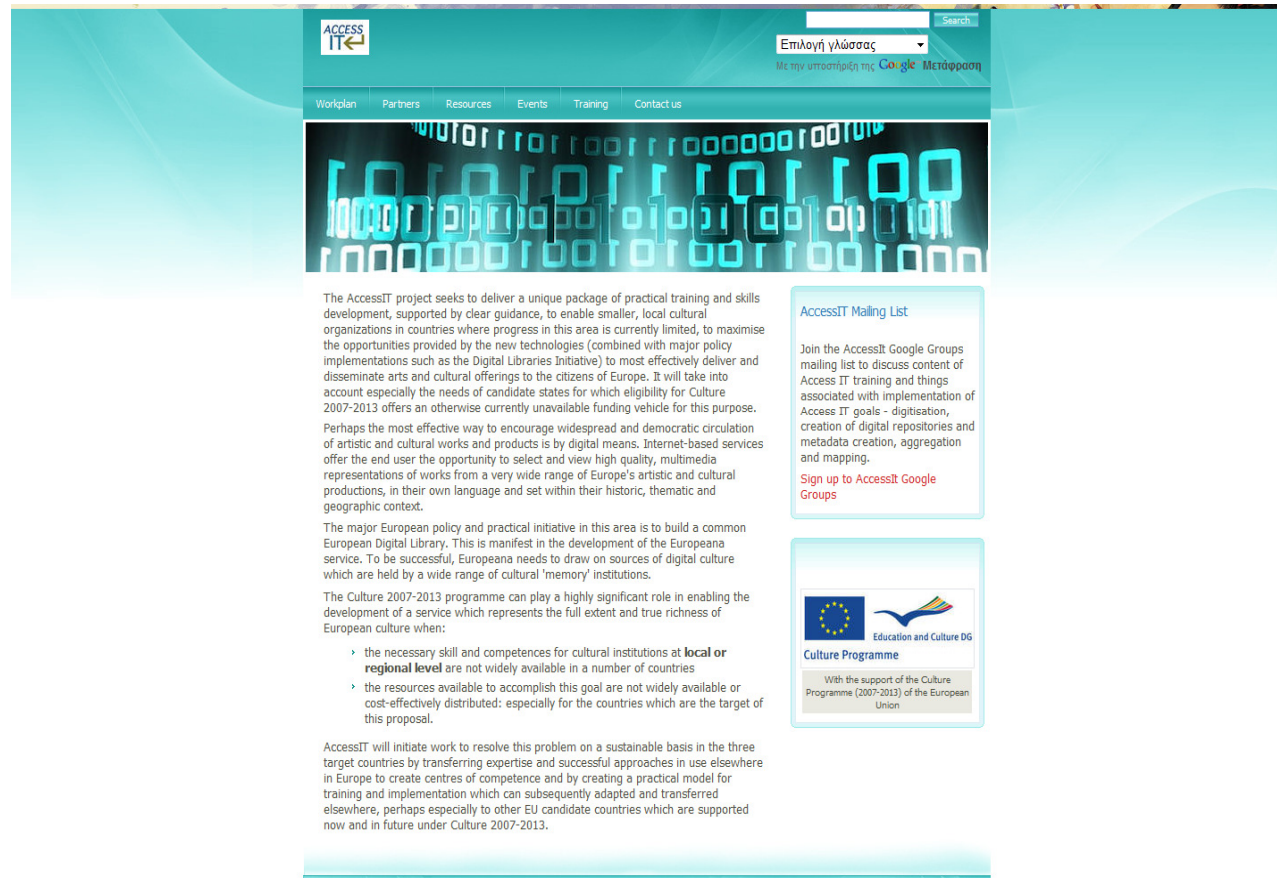 ACCESS
IT
Search
Επιλογή γλώσσας
Με την υποστήριξη της Google Μετάφραση
Workplan Partners Resources Events Training Contact us
The AccessIT project seeks to deliver a unique package of practical training and skills
development, supported by clear guidance, to enable smaller, local cultural
organizations in countries where progress in this area is currently limited, to maximise
the opportunities provided by the new technologies (combined with major policy
implementations such as the Digital Libraries Initiative) to most effectively deliver and
disseminate arts and cultural offerings to the citizens of Europe. It will take into
account especially the needs of candidate states for which eligibility for Culture
2007-2013 offers an otherwise currently unavailable funding vehicle for this purpose.
Perhaps the most effective way to encourage widespread and democratic circulation
of artistic and cultural works and products is by digital means. Internet-based services
offer the end user the opportunity to select and view high quality, multimedia
representations of works from a very wide range of Europe's artistic and cultural
productions, in their own language and set within their historic, thematic and
geographic context.
The major European policy and practical initiative in this area is to build a common
European Digital Library. This is manifest in the development of the Europeana
service. To be successful, Europeana needs to draw on sources of digital culture
which are held by a wide range of cultural 'memory' institutions.
The Culture 2007-2013 programme can play a highly significant role in enabling the
development of a service which represents the full extent and true richness of
European culture when:
the necessary skill and competences for cultural institutions at local or
regional level are not widely available in a number of countries
the resources available to accomplish this goal are not widely available or
cost-effectively distributed: especially for the countries which are the target of
this proposal.
AccessIT will initiate work to resolve this problem on a sustainable basis in the three
target countries by transferring expertise and successful approaches in use elsewhere
in Europe to create centres of competence and by creating a practical model for
training and implementation which can subsequently adapted and transferred
elsewhere, perhaps especially to other EU candidate countries which are supported
now and in future under Culture 2007-2013.
AccessIT Mailing List
Join the AccessIt Google Groups
mailing list to discuss content of
Access IT training and things
associated with implementation of
Access IT goals - digitisation,
creation of digital repositories and
metadata creation, aggregation
and mapping.
Sign up to AccessIt Google
Groups
Education and Culture DG
Culture Programme
With the support of the Culture
Programme (2007-2013) of the European
Union